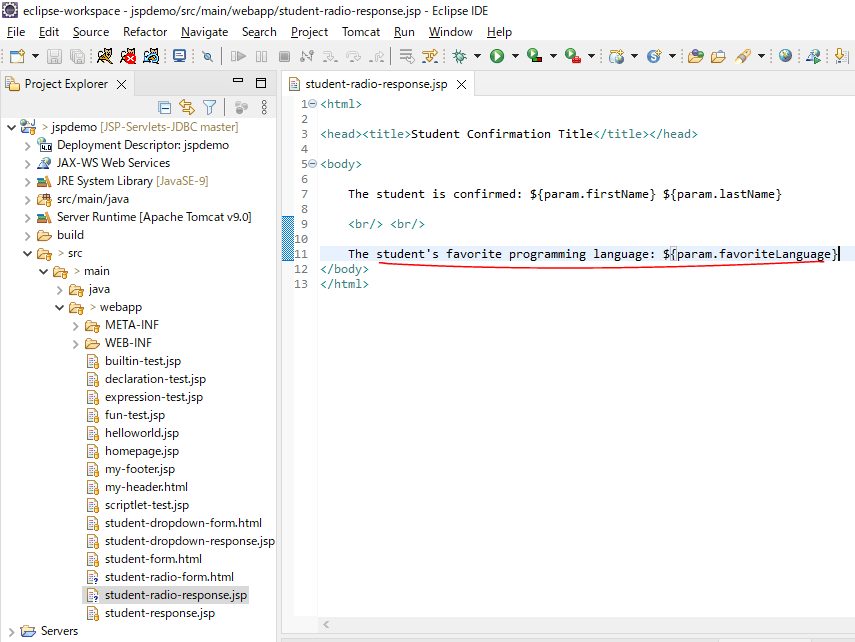 eclipse-workspace - jspdemo/src/main/webapp/student-radio-response.jsp - Eclipse IDE
File Edit Source Refactor Navigate Search Project Tomcat Run Window Help
Project Explorer
> jspdemo [JSP-Servlets-JDBC master]
Deployment Descriptor: jspdemo
JAX-WS Web Services
JRE System Library [JavaSE-9]
src/main/java
Server Runtime [Apache Tomcat v9.0]
build
> src
> main
java
> webapp
META-INF
WEB-INF
builtin-test.jsp
declaration-test.jsp
expression-test.jsp
fun-test.jsp
helloworld.jsp
homepage.jsp
my-footer.jsp
my-header.html
scriptlet-test.jsp
student-dropdown-form.html
student-dropdown-response.jsp
student-form.html
student-radio-form.html
student-radio-response.jsp
student-response.jsp
Servers
student-radio-response.jsp
1 <html>
2
3 <head><title>Student Confirmation Title</title></head>
4
5 <body>
6
7 The student is confirmed: ${param.firstName} ${param.lastName}
8
9 <br/> <br/>
10
11 The student's favorite programming language: ${param.favoriteLanguage}
12 </body>
13 </html>